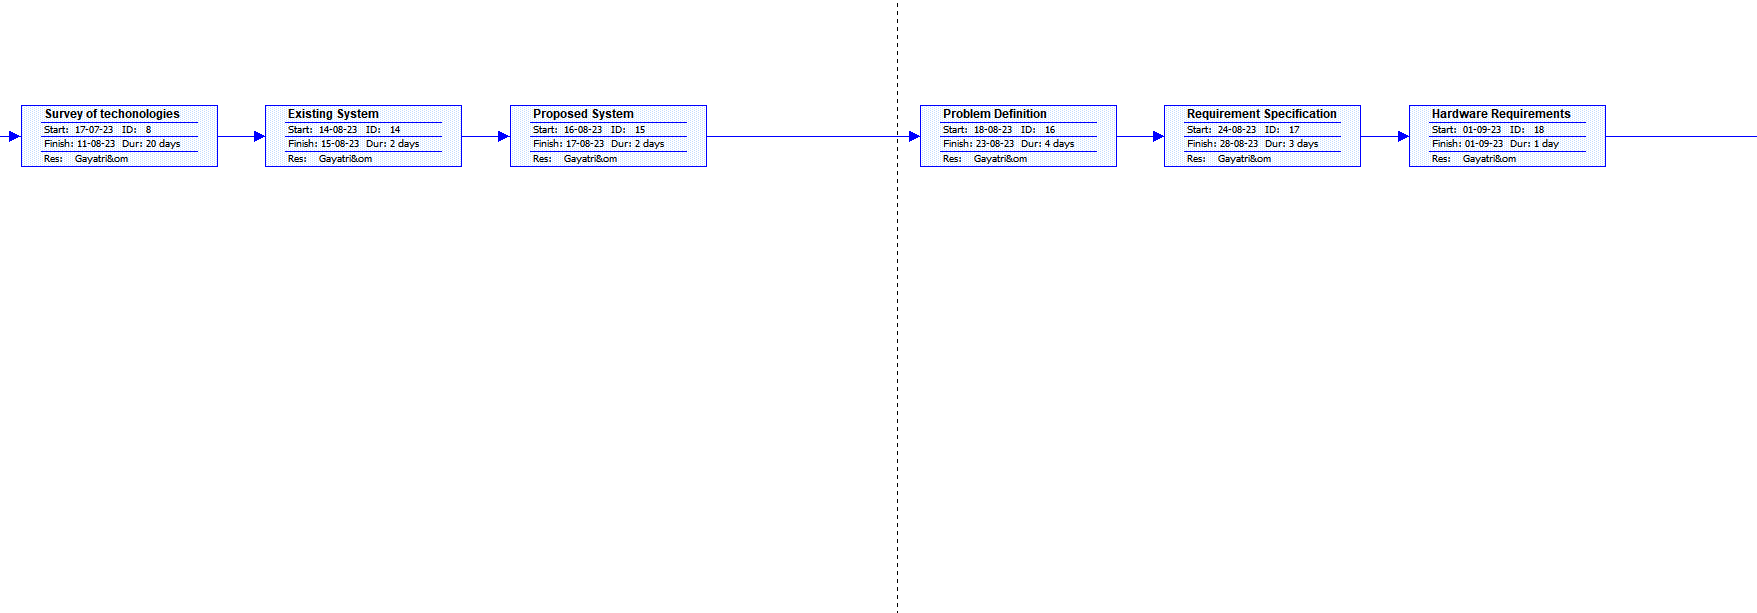 Survey of techonologies
Start: 17-07-23 ID: 8
Finish: 11-08-23 Dur: 20 days
Res: Gayatri&om
Existing System
Start: 14-08-23 ID: 14
Finish: 15-08-23 Dur: 2 days
Res: Gayatri&om
Proposed System
Start: 16-08-23 ID: 15
Finish: 17-08-23 Dur: 2 days
Res: Gayatri&om
Problem Definition
Start: 18-08-23 ID: 16
Finish: 23-08-23 Dur: 4 days
Res: Gayatri&om
Requirement Specification
Start: 24-08-23 ID: 17
Finish: 28-08-23 Dur: 3 days
Res: Gayatri&om
Hardware Requirements
Start: 01-09-23 ID: 18
Finish: 01-09-23 Dur: 1 day
Res: Gayatri&om